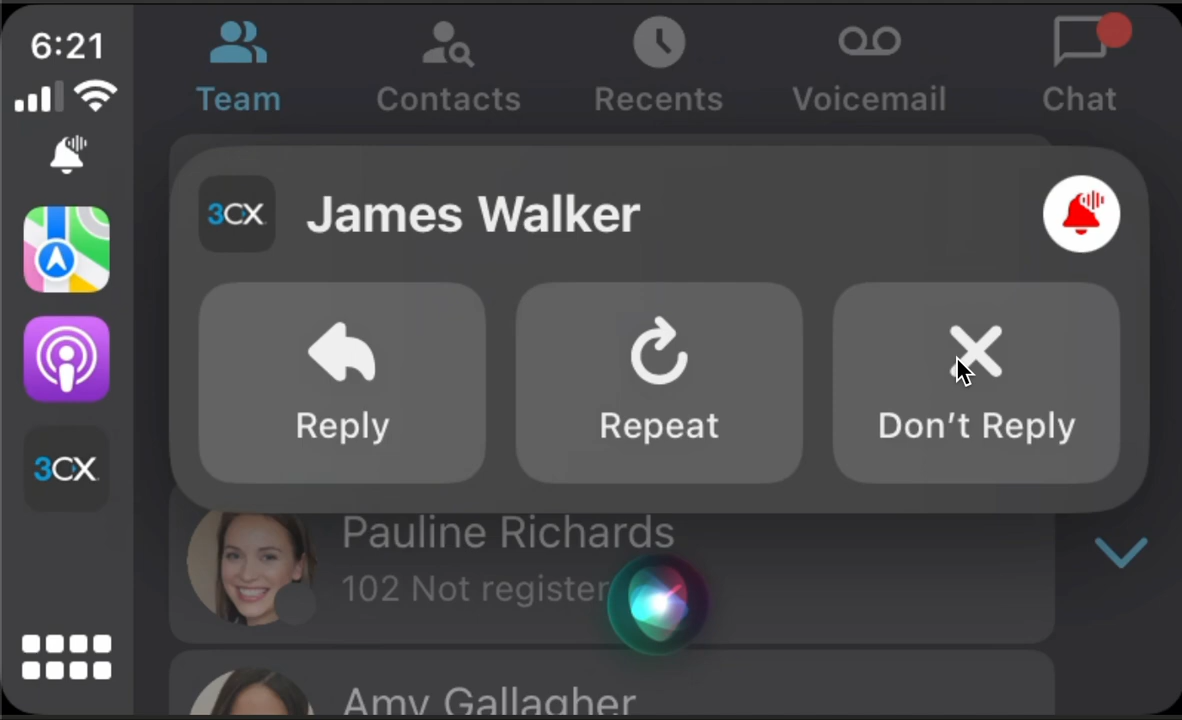 6:21
Team
Contacts
Recents
Voicemail
Chat
3CX
James Walker
Reply
Repeat
Don't Reply
3CX
Pauline Richards
102 Not register
Amy Gallagher